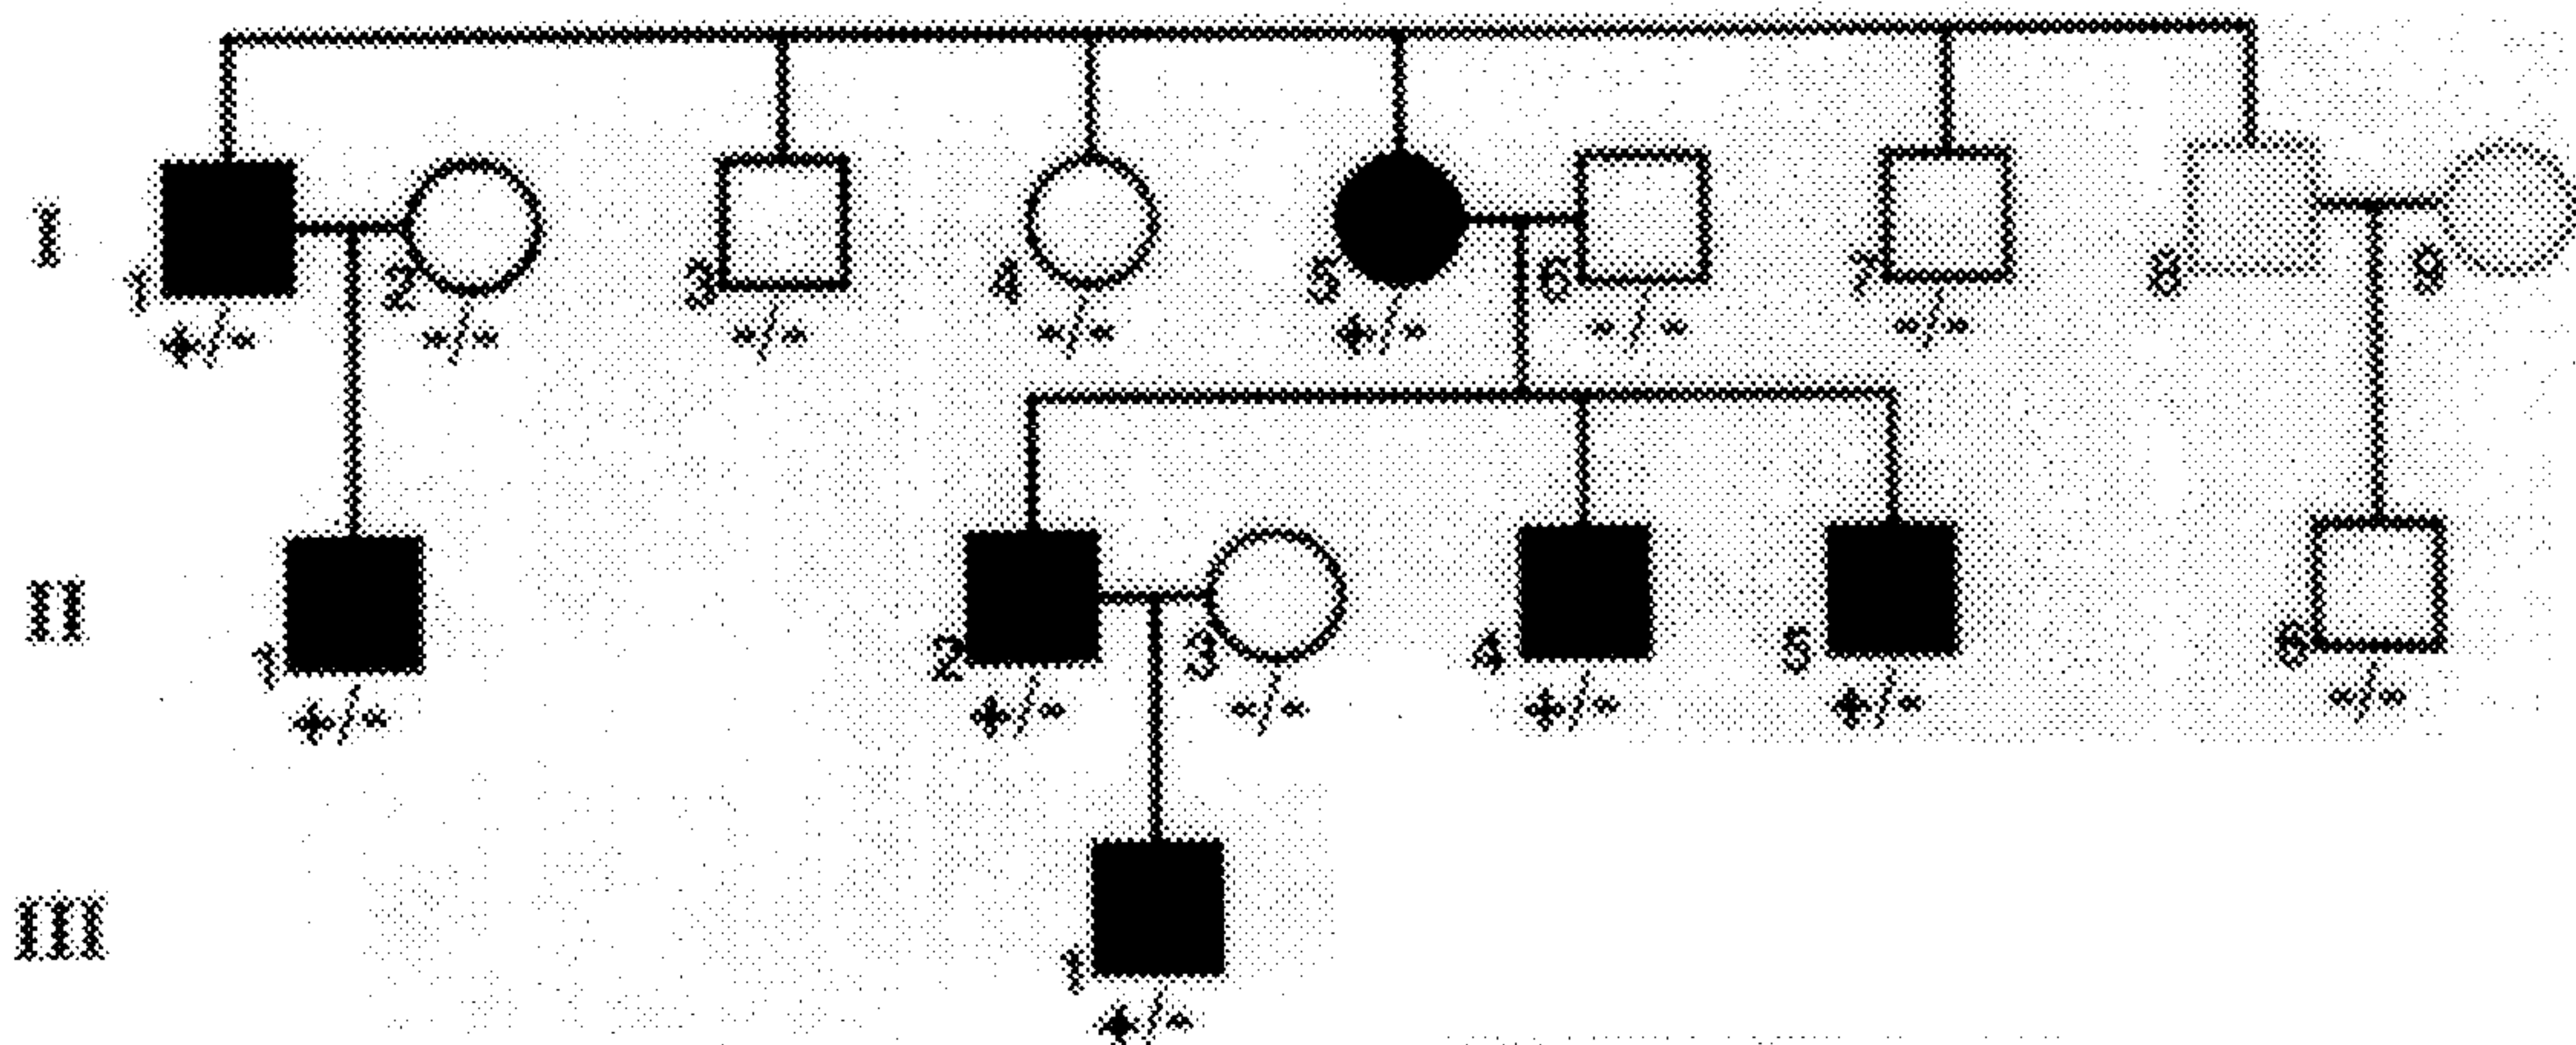 I
1 2 3 4 5 6 7 8 9
+/- -/- -/- -/- +/- -/- -/-
II
1 2 3 4 5 6
+/- +/- -/- +/- +/- -/-
III
1
+/-